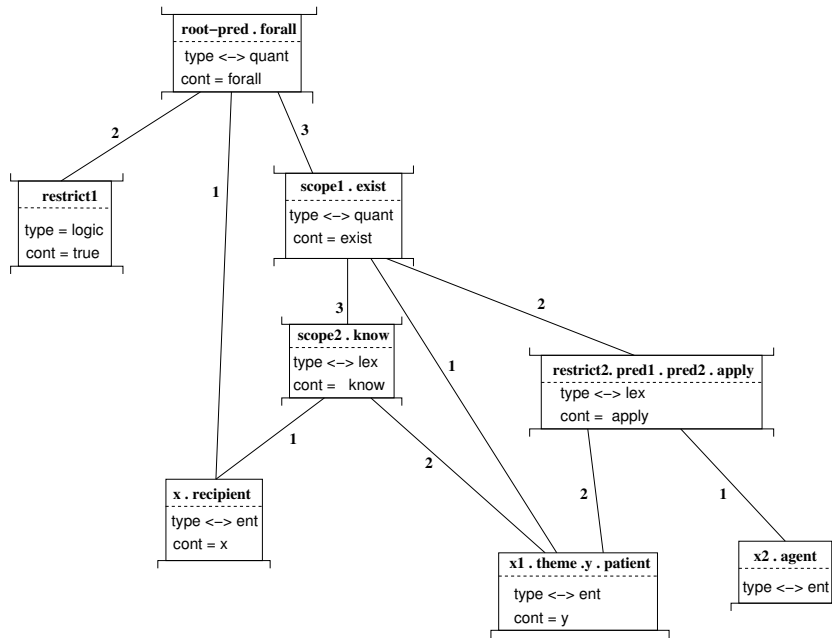 root-pred . forall
type <-> quant
cont = forall
2
3
1
restrict1
type = logic
cont = true
scope1 . exist
type <-> quant
cont = exist
3
1
2
scope2 . know
type <-> lex
cont = know
restrict2. pred1 . pred2 . apply
type <-> lex
cont = apply
1
2
2
1
x . recipient
type <-> ent
cont = x
x1 . theme .y . patient
type <-> ent
cont = y
x2 . agent
type <-> ent